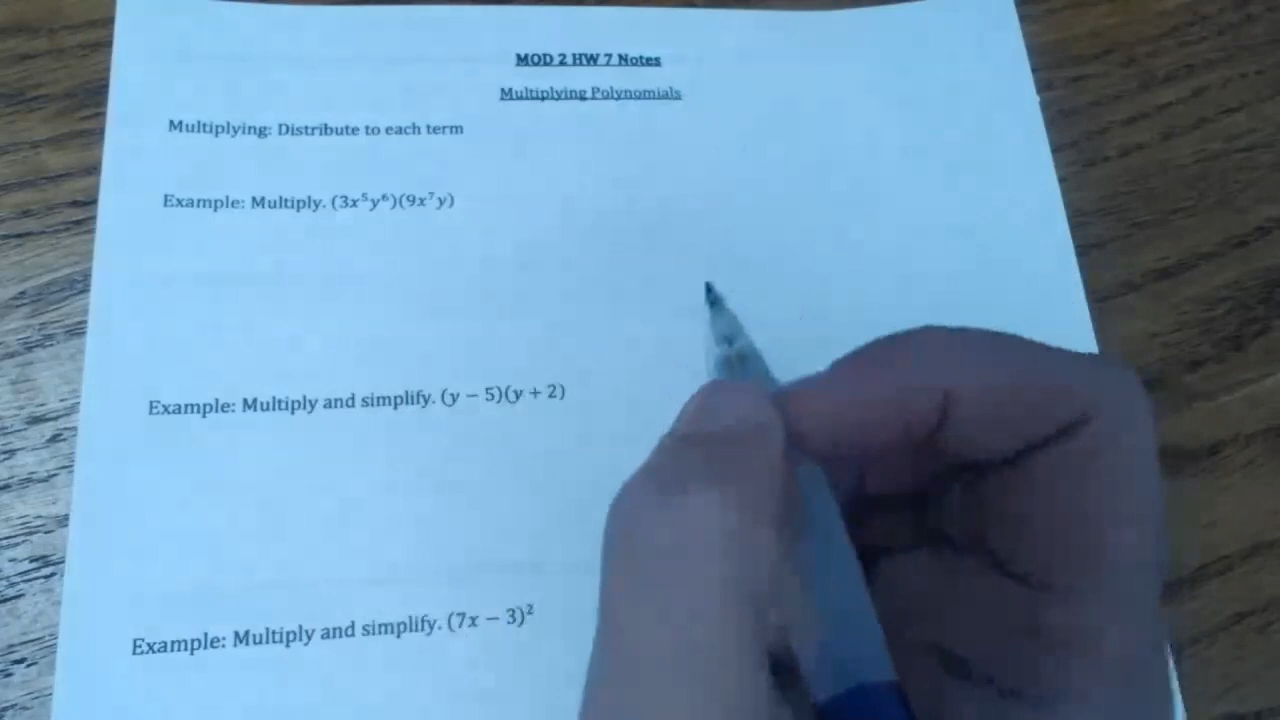 MOD 2 HW 7 Notes
Multiplying Polynomials
Multiplying: Distribute to each term
Example: Multiply. (3x⁵y⁶)(9x⁷y)
Example: Multiply and simplify. (y − 5)(y + 2)
Example: Multiply and simplify. (7x − 3)²